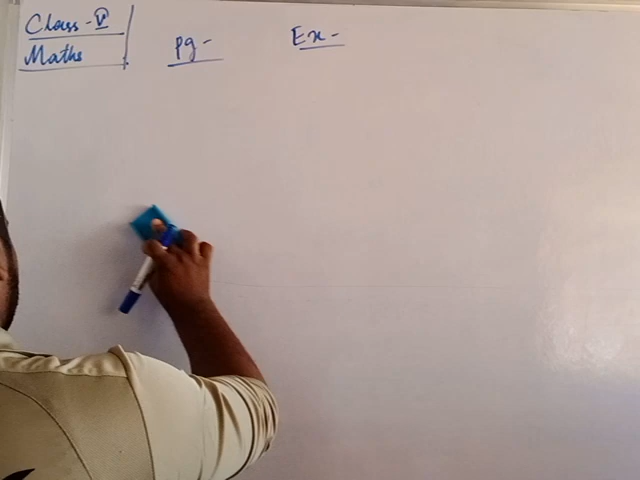 Class - V
Maths
Pg -
Ex -